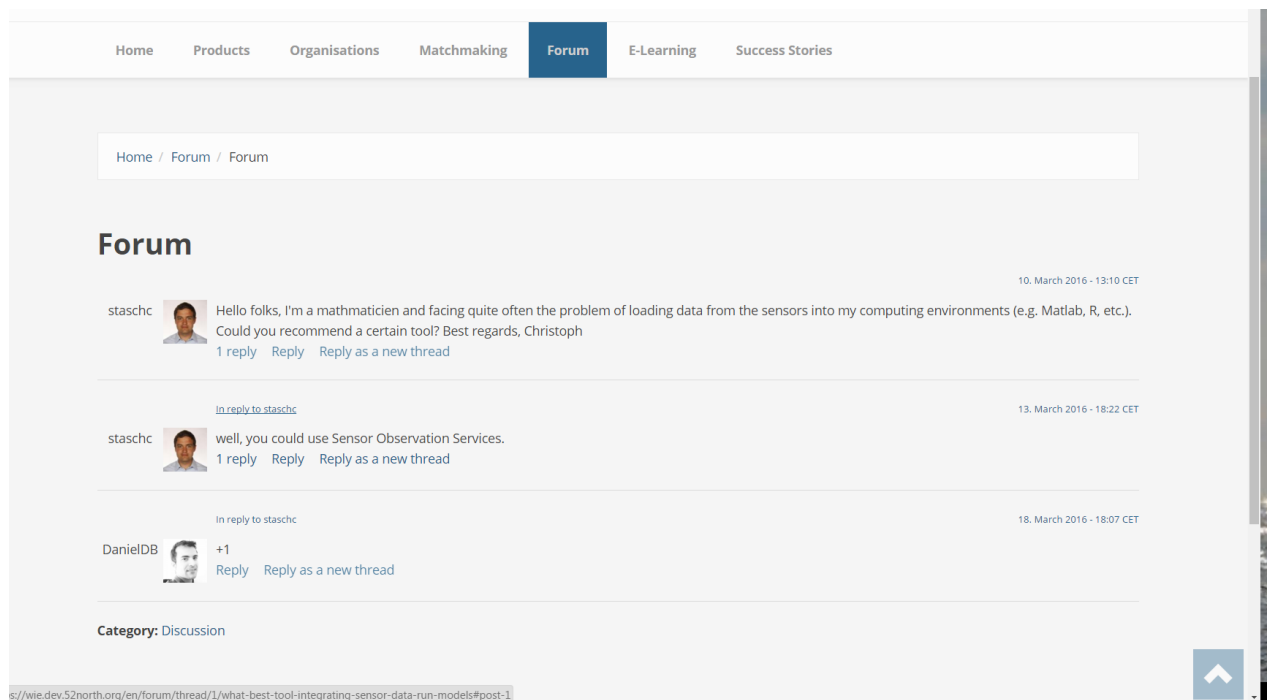 Home Products Organisations Matchmaking Forum E-Learning Success Stories
Home / Forum / Forum
Forum
10. March 2016 - 13:10 CET
staschc
Hello folks, I'm a mathmaticien and facing quite often the problem of loading data from the sensors into my computing environments (e.g. Matlab, R, etc.).
Could you recommend a certain tool? Best regards, Christoph
1 reply Reply Reply as a new thread
In reply to staschc 13. March 2016 - 18:22 CET
staschc well, you could use Sensor Observation Services.
1 reply Reply Reply as a new thread
In reply to staschc 18. March 2016 - 18:07 CET
DanielDB +1
Reply Reply as a new thread
Category: Discussion
s://wie.dev.52north.org/en/forum/thread/1/what-best-tool-integrating-sensor-data-run-models#post-1